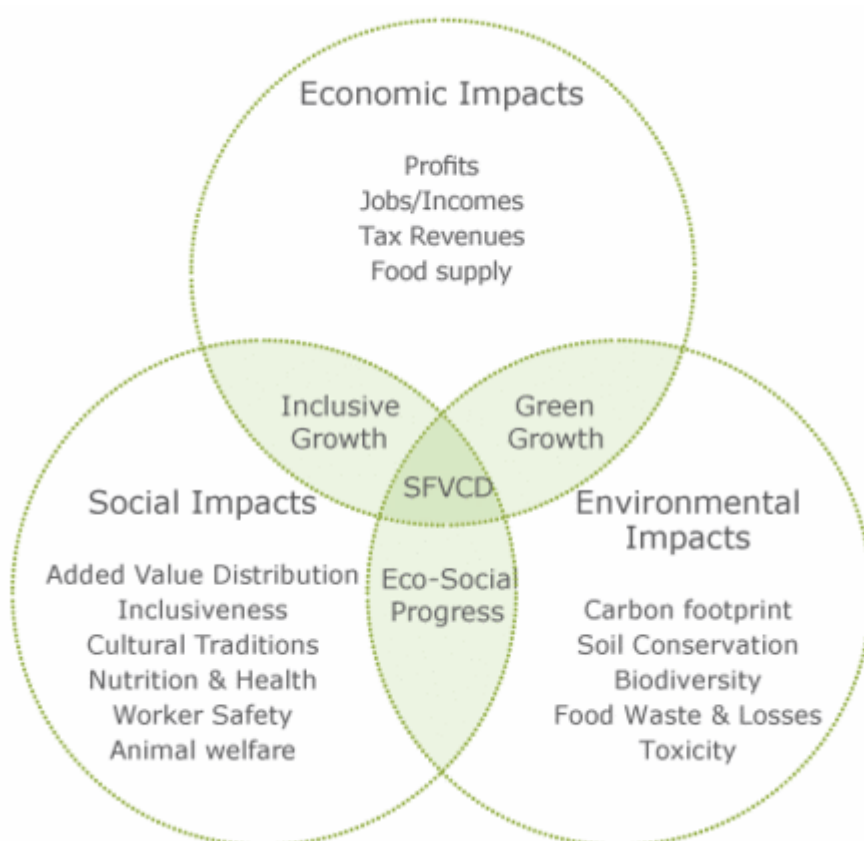 Economic Impacts
Profits
Jobs/Incomes
Tax Revenues
Food supply
Inclusive
Growth
Green
Growth
SFVCD
Social Impacts
Added Value Distribution
Inclusiveness
Cultural Traditions
Nutrition & Health
Worker Safety
Animal welfare
Eco-Social
Progress
Environmental
Impacts
Carbon footprint
Soil Conservation
Biodiversity
Food Waste & Losses
Toxicity